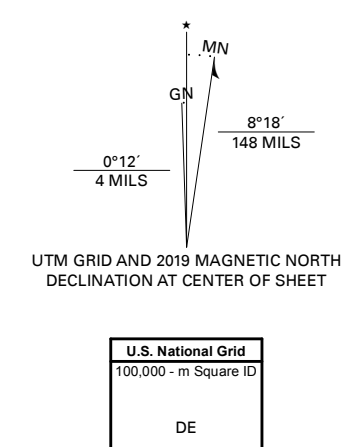 ★
MN
GN
8°18´
148 MILS
0°12´
4 MILS
UTM GRID AND 2019 MAGNETIC NORTH
DECLINATION AT CENTER OF SHEET
U.S. National Grid
100,000 - m Square ID
DE